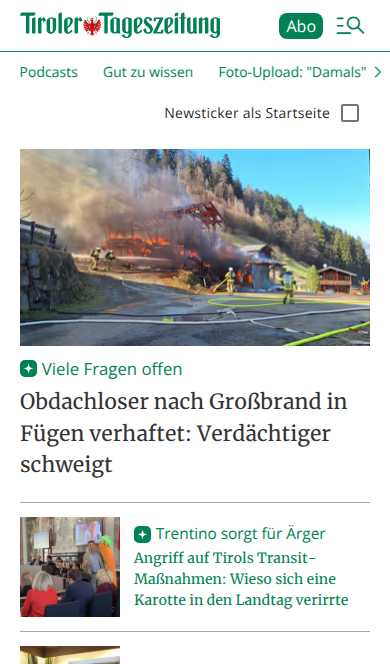 Tiroler Tageszeitung
Abo
Podcasts Gut zu wissen Foto-Upload: "Damals"
Newsticker als Startseite
Viele Fragen offen
Obdachloser nach Großbrand in
Fügen verhaftet: Verdächtiger
schweigt
Trentino sorgt für Ärger
Angriff auf Tirols Transit-
Maßnahmen: Wieso sich eine
Karotte in den Landtag verirrte